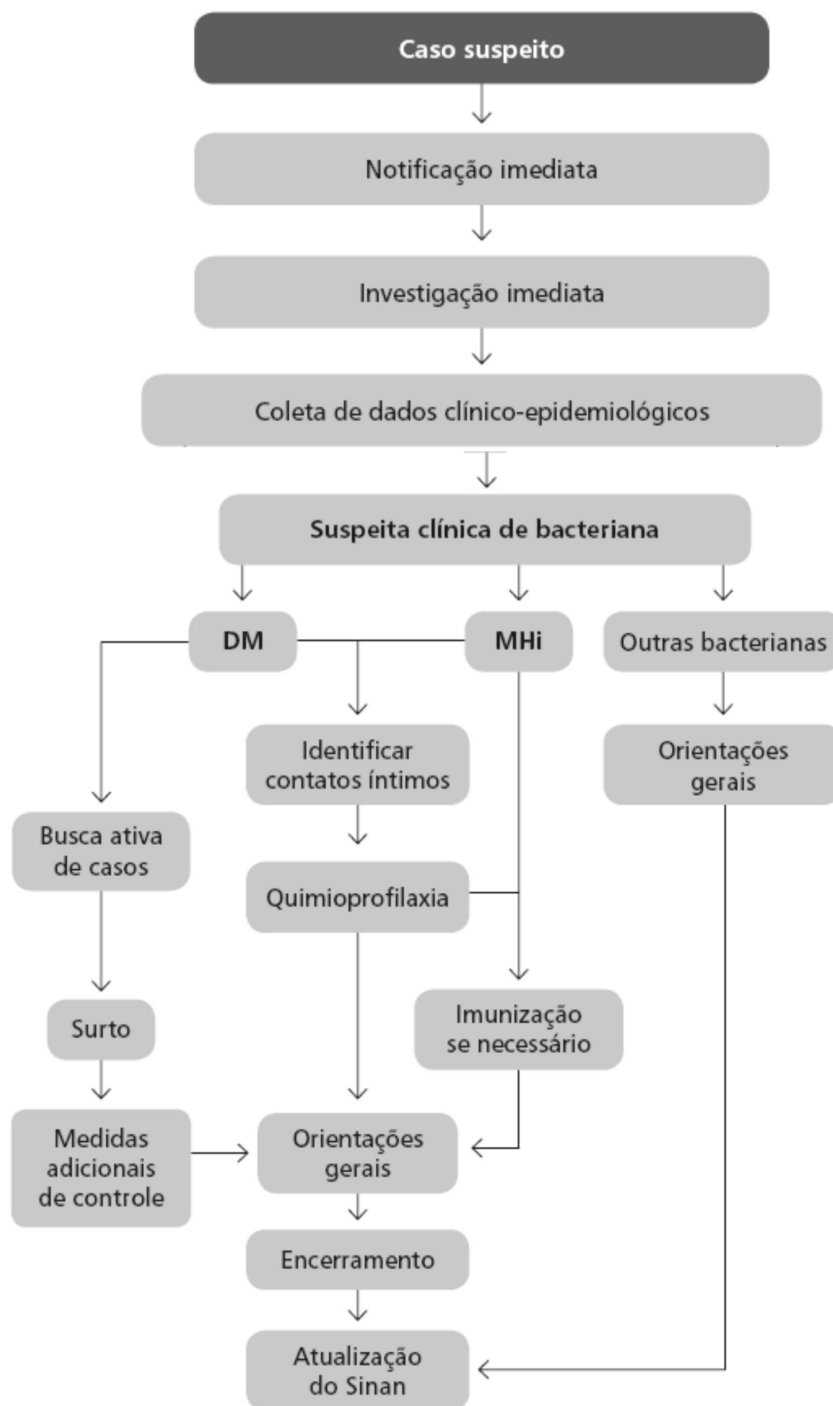 Caso suspeito
Notificação imediata
Investigação imediata
Coleta de dados clínico-epidemiológicos
Suspeita clínica de bacteriana
DM
MHi
Outras bacterianas
Identificar
contatos íntimos
Orientações
gerais
Busca ativa
de casos
Quimioprofilaxia
Surto
Imunização
se necessário
Medidas
adicionais
de controle
Orientações
gerais
Encerramento
Atualização
do Sinan